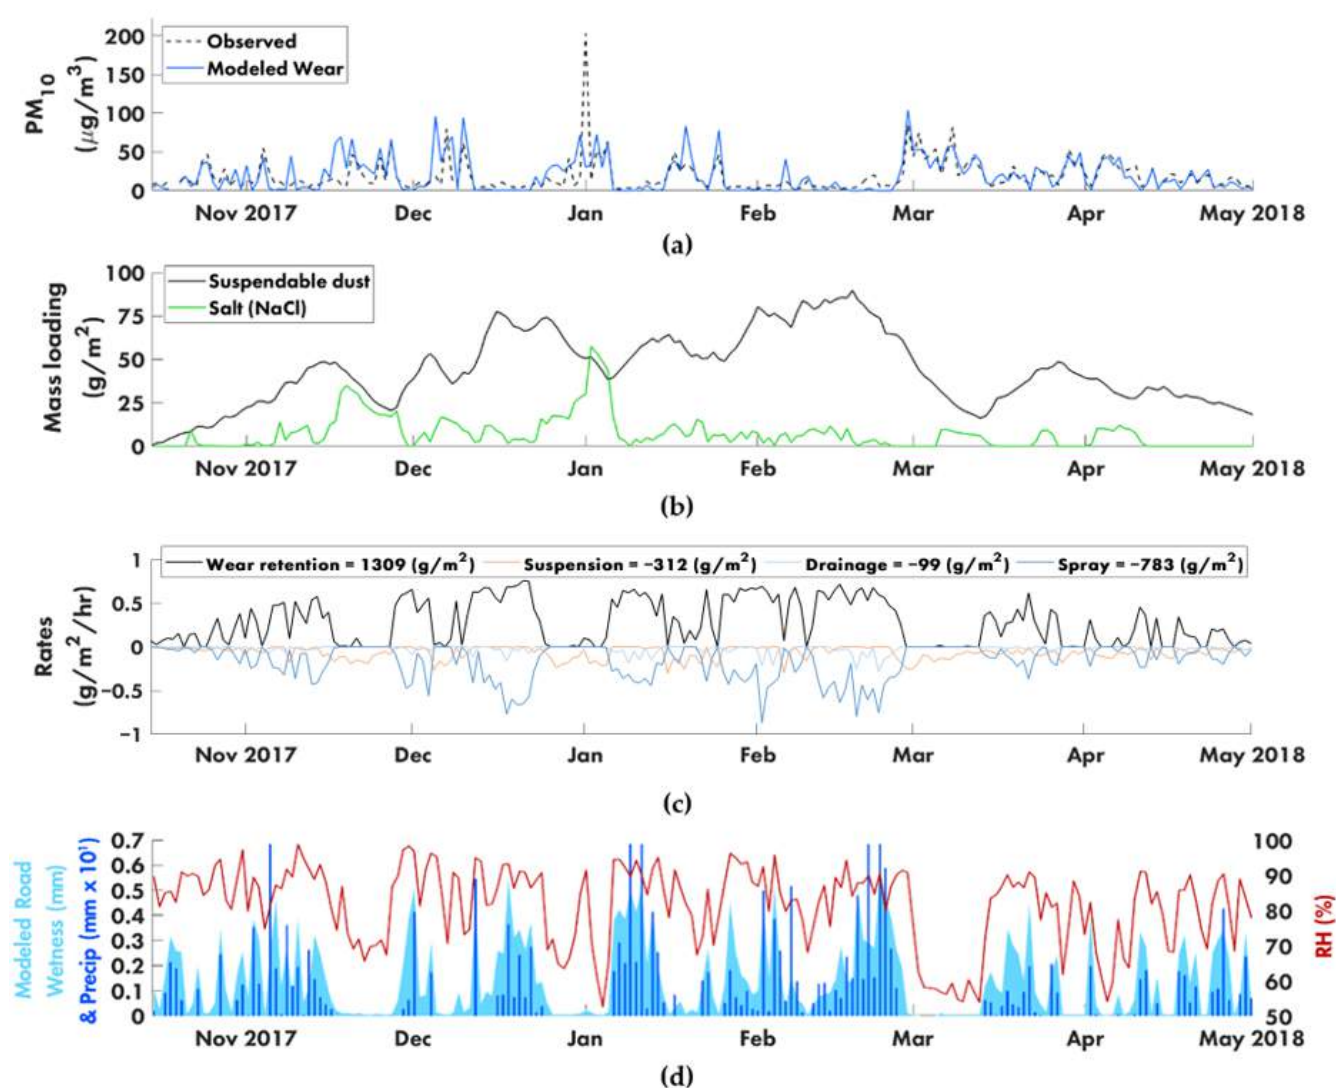 PM10 (μg/m³)
200
150
100
50
0
Observed
Modeled Wear
Nov 2017 Dec Jan Feb Mar Apr May 2018
(a)
Mass loading (g/m²)
100
75
50
25
0
Suspendable dust
Salt (NaCl)
Nov 2017 Dec Jan Feb Mar Apr May 2018
(b)
Rates (g/m²/hr)
1
0.5
0
−0.5
−1
Wear retention = 1309 (g/m²) Suspension = −312 (g/m²) Drainage = −99 (g/m²) Spray = −783 (g/m²)
Nov 2017 Dec Jan Feb Mar Apr May 2018
(c)
Modeled Road
Wetness (mm)
& Precip (mm x 10¹)
0.7
0.6
0.5
0.4
0.3
0.2
0.1
0
100
90
80
70
60
50
RH (%)
Nov 2017 Dec Jan Feb Mar Apr May 2018
(d)